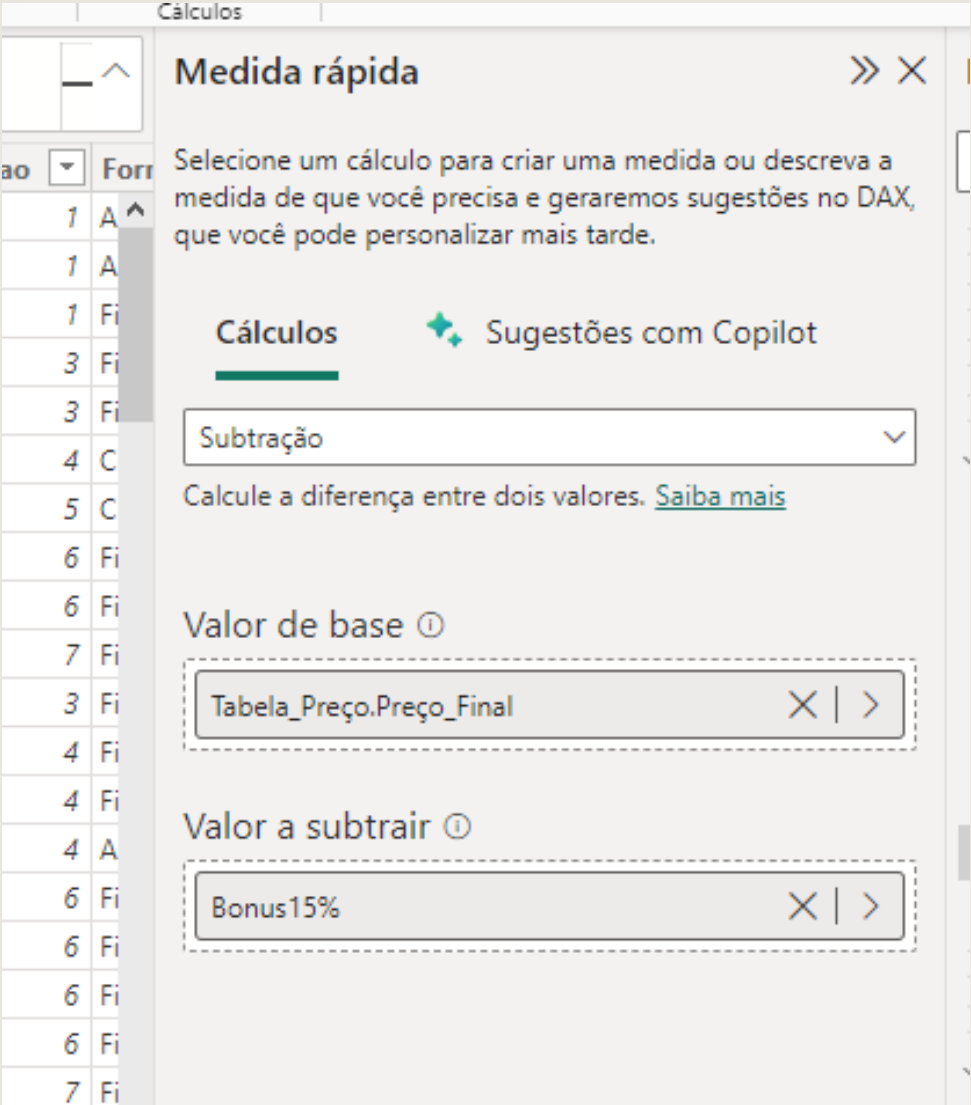 Cálculos
Medida rápida
ao
Forr
Selecione um cálculo para criar uma medida ou descreva a
medida de que você precisa e geraremos sugestões no DAX,
que você pode personalizar mais tarde.
1 A
1 A
1 Fi
Cálculos
Sugestões com Copilot
3 Fi
3 Fi
Subtração
4 C
Calcule a diferença entre dois valores. Saiba mais
5 C
6 Fi
6 Fi
Valor de base
7 Fi
3 Fi
Tabela_Preço.Preço_Final
4 Fi
4 Fi
Valor a subtrair
4 A
6 Fi
Bonus15%
6 Fi
6 Fi
6 Fi
7 Fi